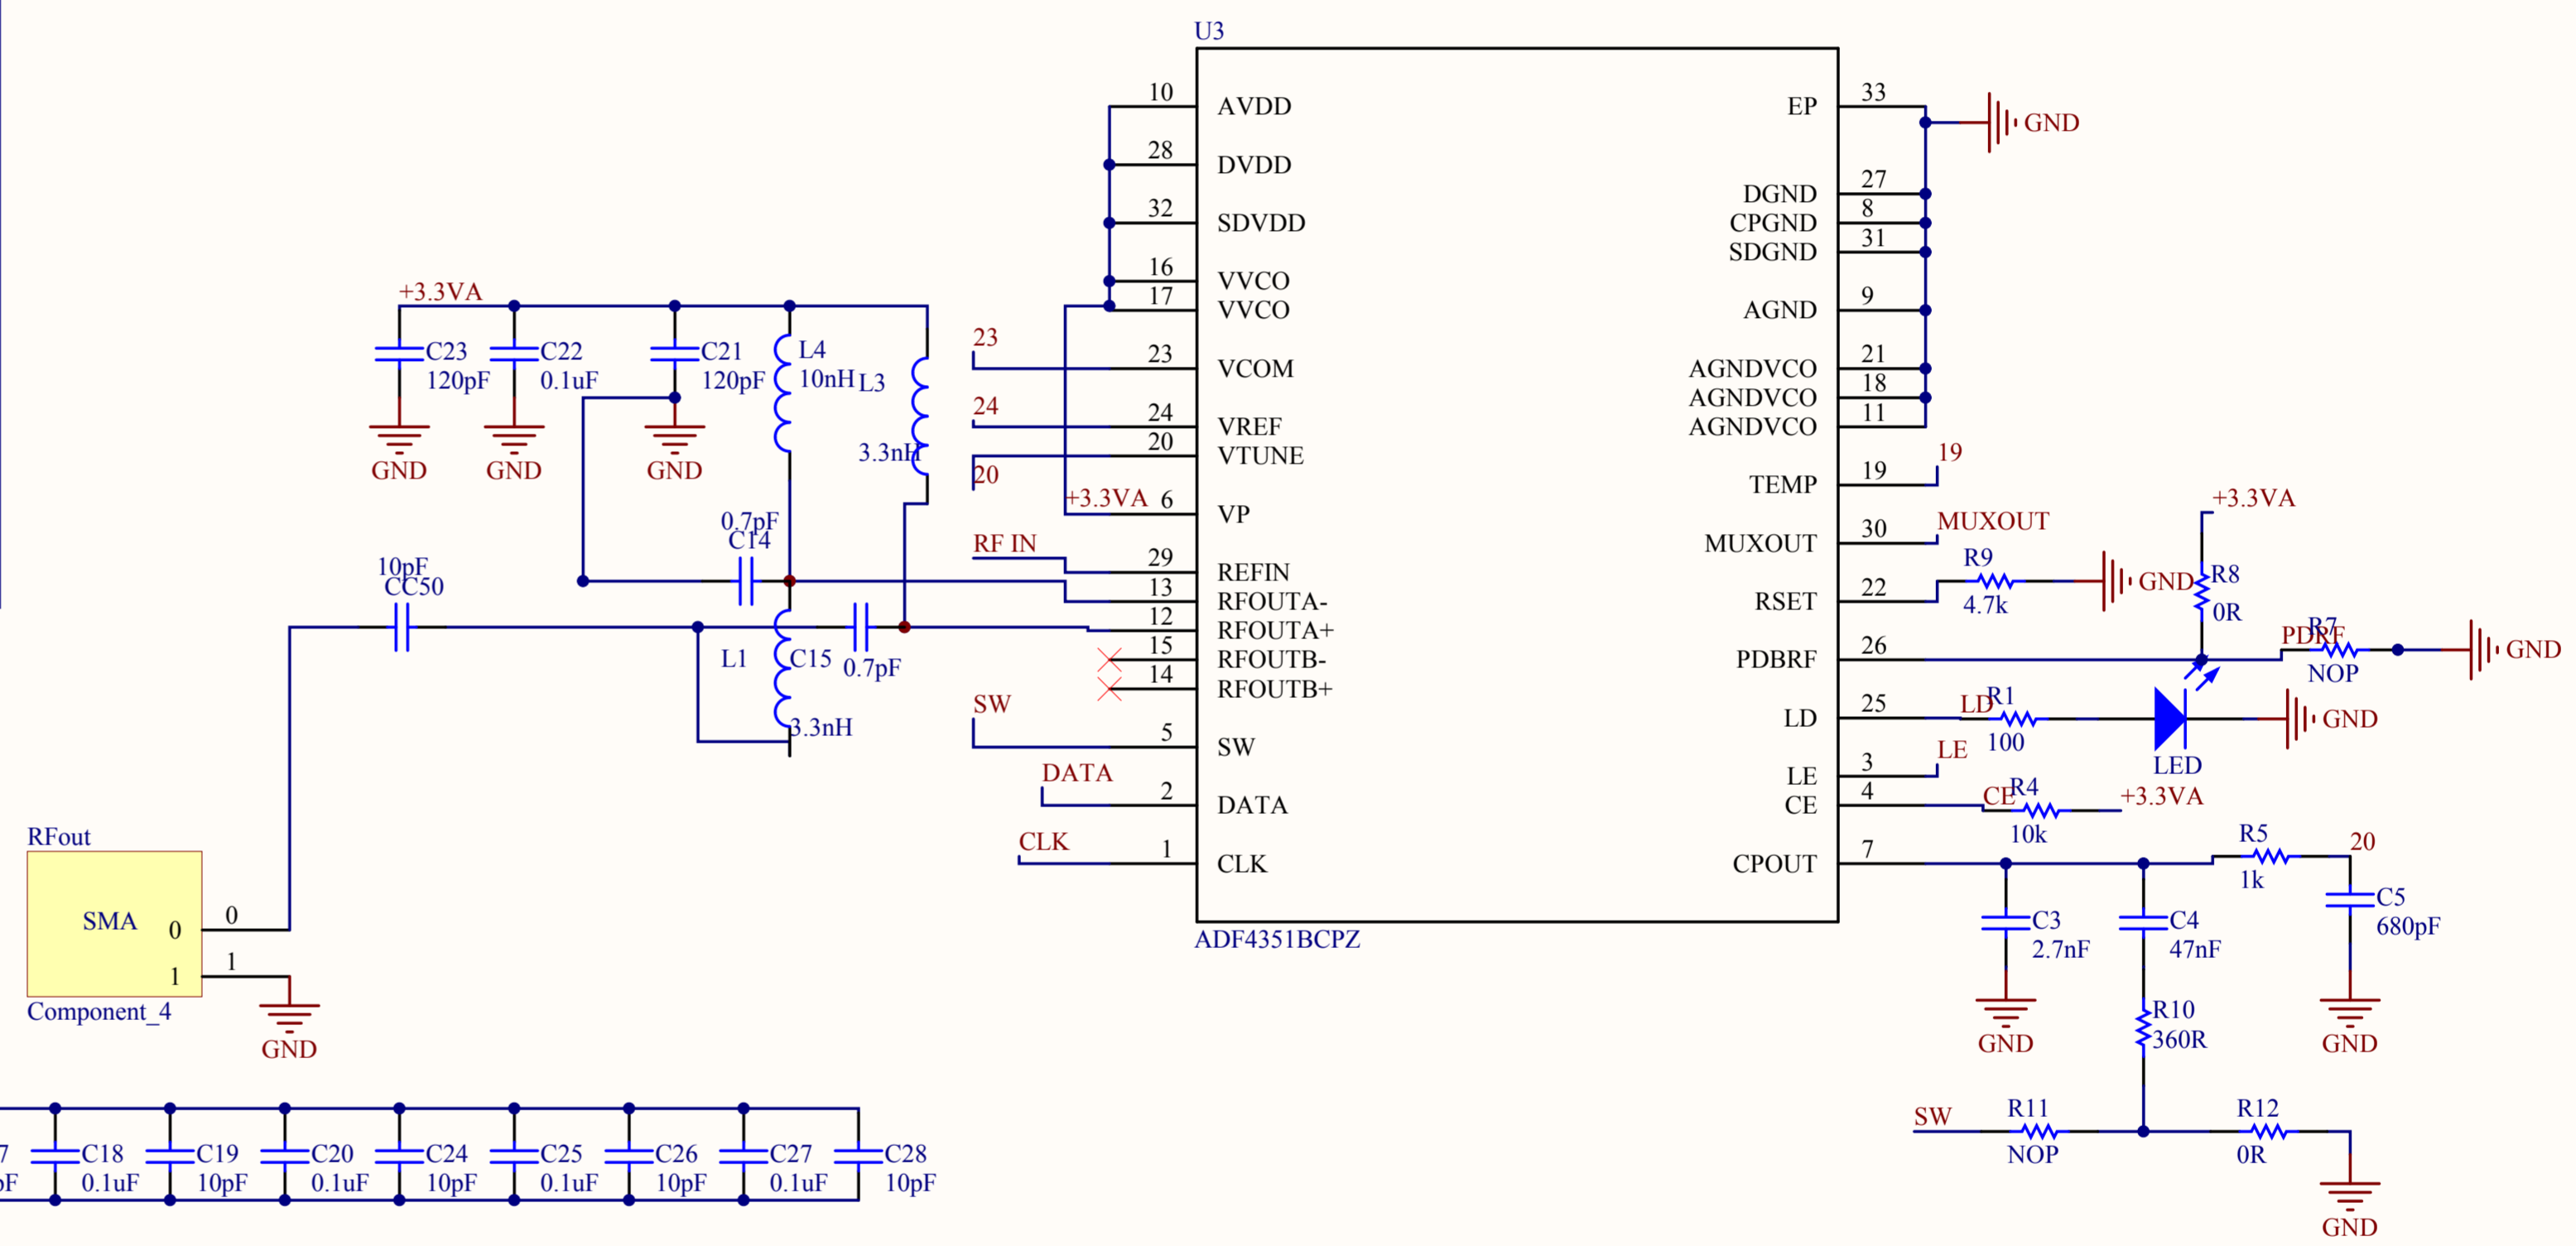 U3
10 AVDD
28 DVDD
32 SDVDD
16 VVCO
17 VVCO
23 23 VCOM
24 24 VREF
20 20 VTUNE
+3.3VA 6 VP
RF IN 29 REFIN
13 RFOUTA-
12 RFOUTA+
15 RFOUTB-
14 RFOUTB+
SW 5 SW
DATA 2 DATA
CLK 1 CLK
EP 33 GND
DGND 27
CPGND 8
SDGND 31
AGND 9
AGNDVCO 21
AGNDVCO 18
AGNDVCO 11
TEMP 19 19
MUXOUT 30 MUXOUT
RSET 22
R9
4.7k
GND
+3.3VA
R8
0R
PDBRF 26
PDRF
R7
NOP
GND
LD 25 LD
R1
100
LED
GND
LE 3 LE
CE 4 CE
R4
10k
+3.3VA
CPOUT 7
R5
1k
20
C3
2.7nF
GND
C4
47nF
C5
680pF
GND
R10
360R
SW
R11
NOP
R12
0R
GND
ADF4351BCPZ
+3.3VA
C23
120pF
GND
C22
0.1uF
GND
C21
120pF
GND
L4
10nH
L3
3.3nH
0.7pF
C14
10pF
CC50
L1
3.3nH
C15
0.7pF
RFout
SMA
0 0
1 1
Component_4
GND
7 C18 C19 C20 C24 C25 C26 C27 C28
pF 0.1uF 10pF 0.1uF 10pF 0.1uF 10pF 0.1uF 10pF